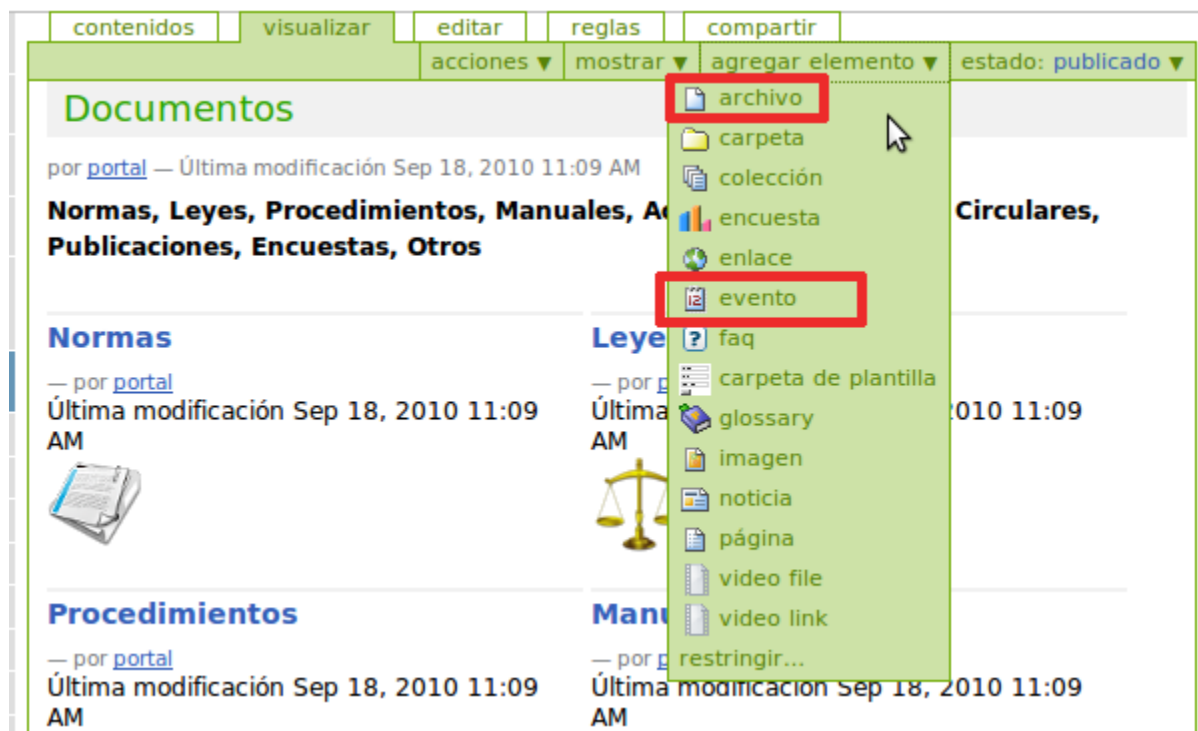 contenidos visualizar editar reglas compartir
acciones ▼ mostrar ▼ agregar elemento ▼ estado: publicado ▼
Documentos
por portal — Última modificación Sep 18, 2010 11:09 AM
Normas, Leyes, Procedimientos, Manuales, Circulares,
Publicaciones, Encuestas, Otros
archivo
carpeta
colección
encuesta
enlace
evento
faq
carpeta de plantilla
glossary
imagen
noticia
página
video file
video link
restringir...
Normas
— por portal
Última modificación Sep 18, 2010 11:09
AM
Leye
— por p
Última 010 11:09
AM
Procedimientos
— por portal
Última modificación Sep 18, 2010 11:09
AM
Manu
— por p
Última modificación Sep 18, 2010 11:09
AM